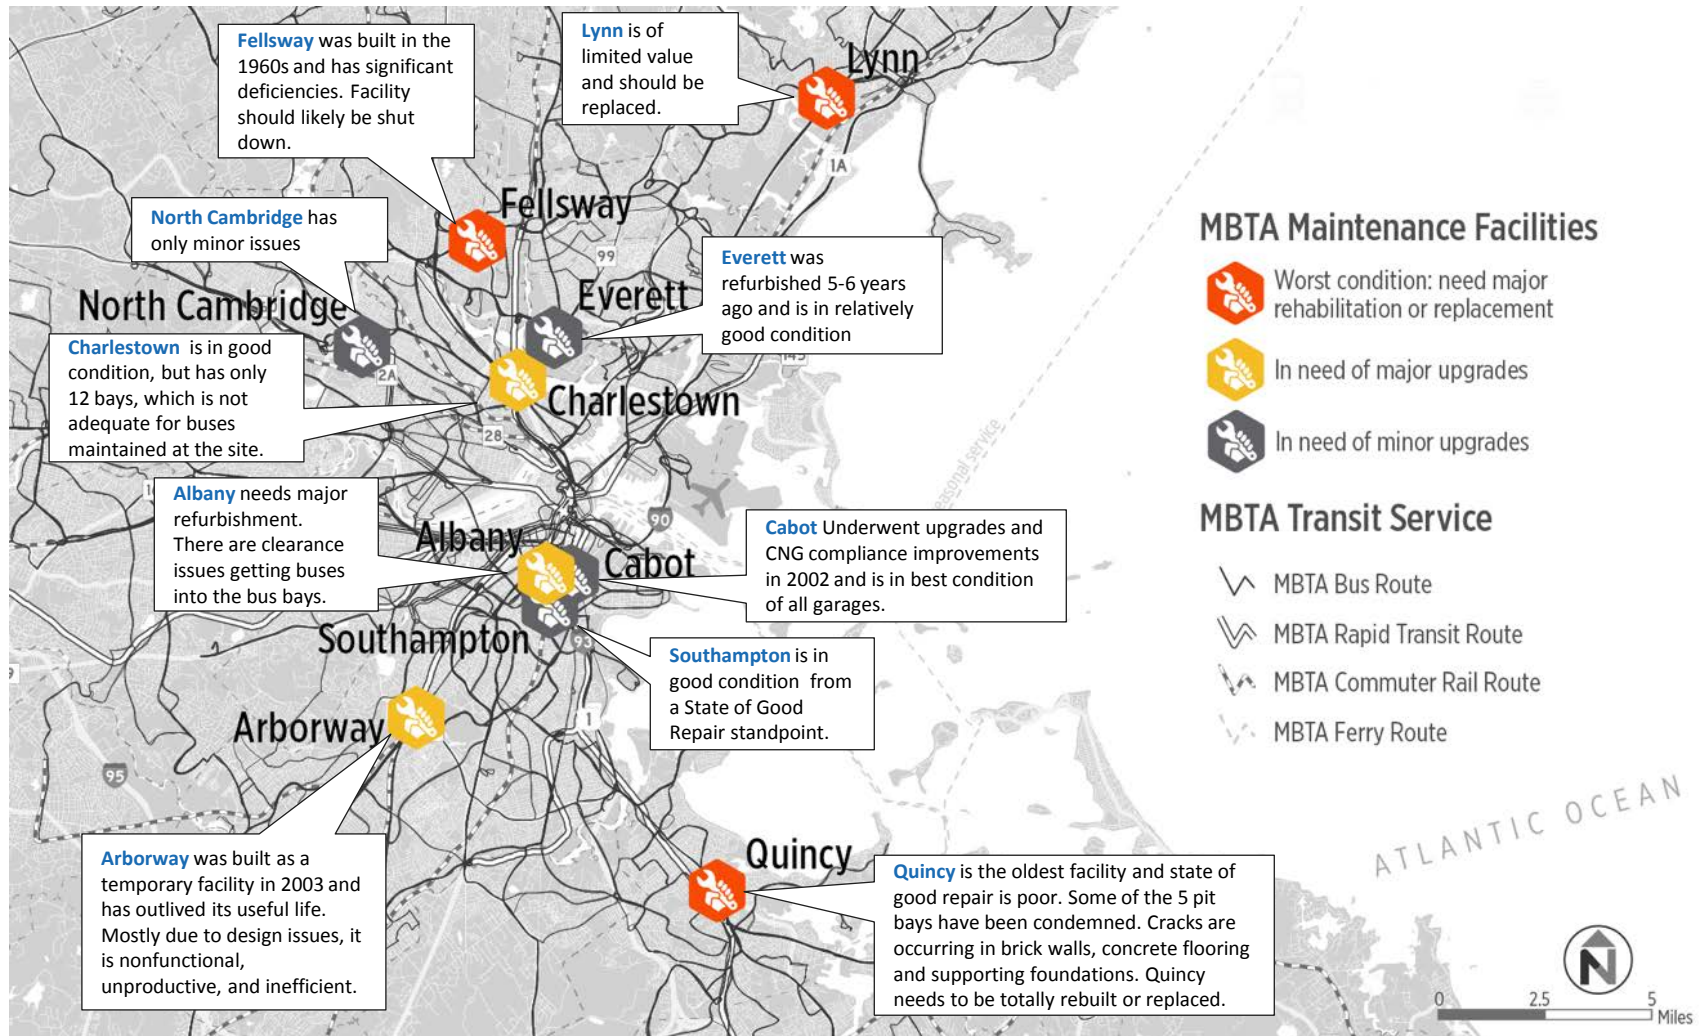 Fellsway was built in the
1960s and has significant
deficiencies. Facility
should likely be shut
down.
Lynn is of
limited value
and should be
replaced.
Lynn
1A
Fellsway
North Cambridge has
only minor issues
99
Everett was
refurbished 5-6 years
ago and is in relatively
good condition
Everett
North Cambridge
145
Charlestown is in good
condition, but has only
12 bays, which is not
adequate for buses
maintained at the site.
2A
Charlestown
28
Albany needs major
refurbishment.
There are clearance
issues getting buses
into the bus bays.
90
Albany
Cabot
Cabot Underwent upgrades and
CNG compliance improvements
in 2002 and is in best condition
of all garages.
Southampton
93
Southampton is in
good condition from
a State of Good
Repair standpoint.
Arborway
1
95
9
Arborway was built as a
temporary facility in 2003 and
has outlived its useful life.
Mostly due to design issues, it
is nonfunctional,
unproductive, and inefficient.
Quincy
Quincy is the oldest facility and state of
good repair is poor. Some of the 5 pit
bays have been condemned. Cracks are
occurring in brick walls, concrete flooring
and supporting foundations. Quincy
needs to be totally rebuilt or replaced.
MBTA Maintenance Facilities
Worst condition: need major
rehabilitation or replacement
In need of major upgrades
In need of minor upgrades
MBTA Transit Service
MBTA Bus Route
MBTA Rapid Transit Route
MBTA Commuter Rail Route
MBTA Ferry Route
service
ATLANTIC OCEAN
N
0 2.5 5
Miles